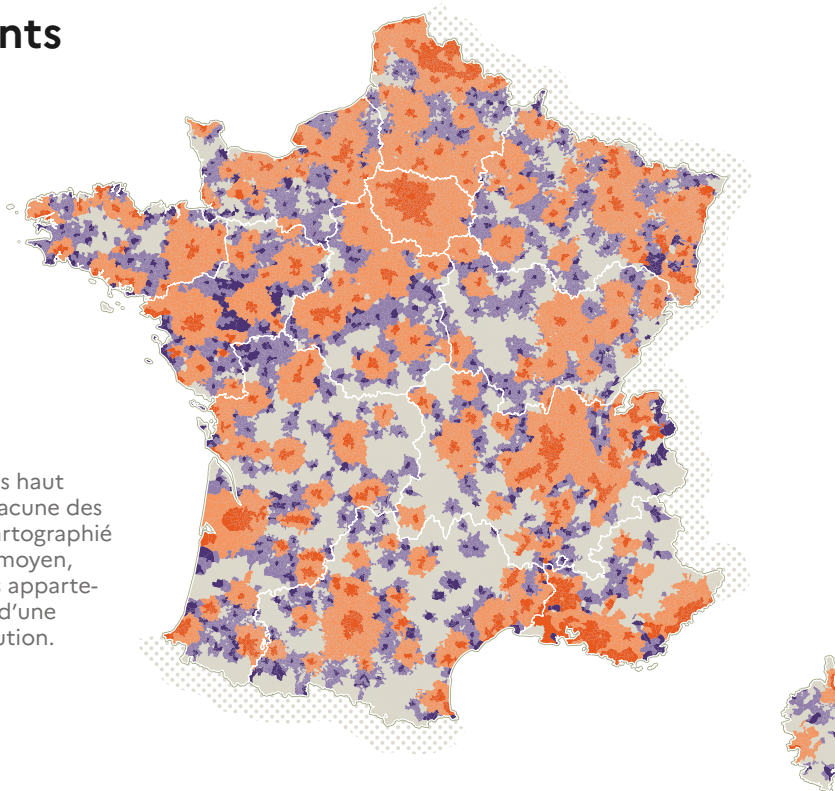 nts
s haut
acune des
artographié
moyen,
s apparte-
d’une
ution.